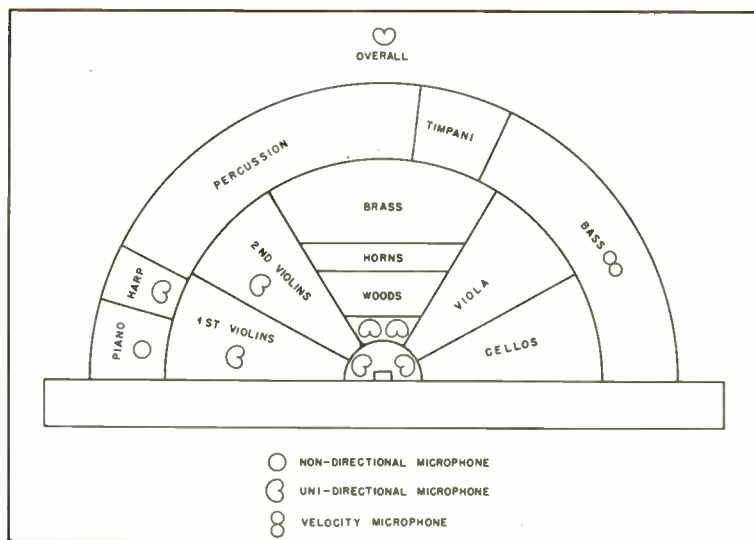 OVERALL
TIMPANI
PERCUSSION
BRASS
BASS
HORNS
2ND VIOLINS
WOODS
VIOLA
HARP
1ST VIOLINS
PIANO
CELLOS
NON-DIRECTIONAL MICROPHONE
UNI-DIRECTIONAL MICROPHONE
VELOCITY MICROPHONE